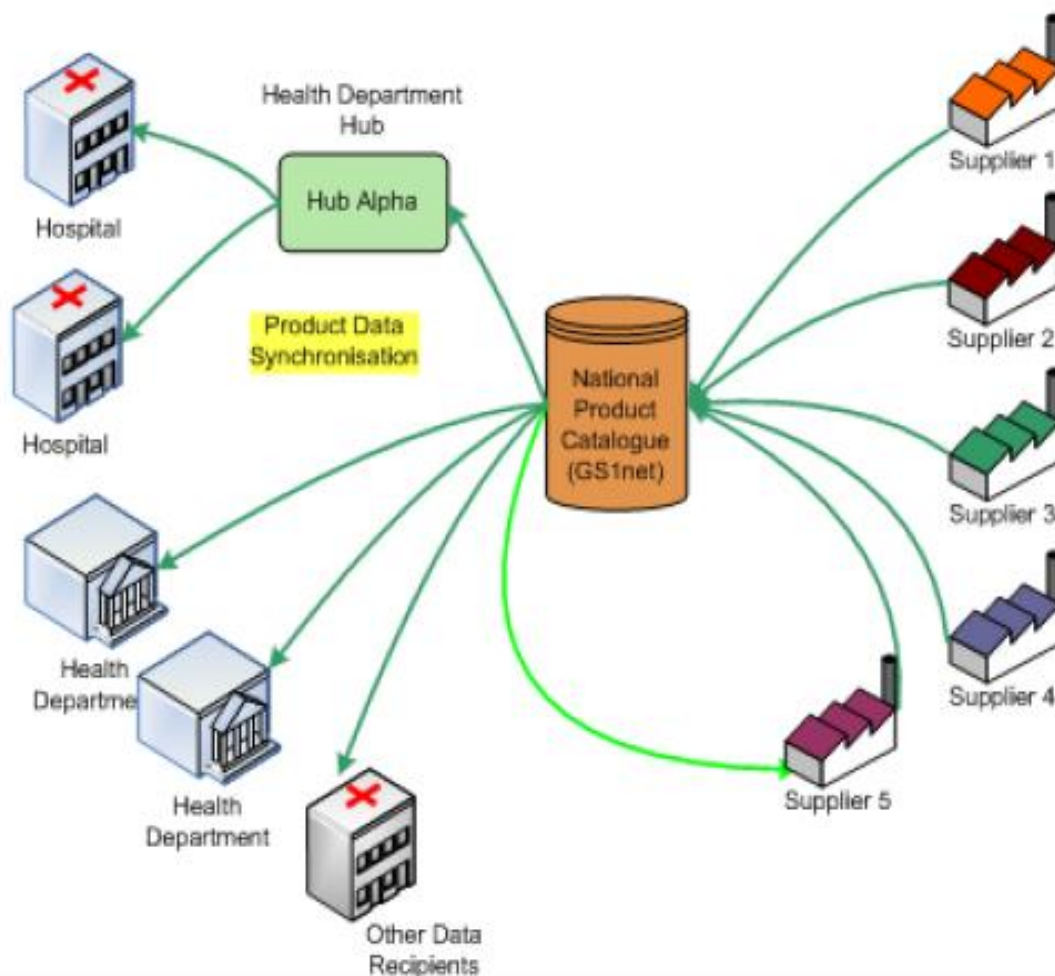 Health Department
Hub
Hub Alpha
Hospital
Hospital
Product Data
Synchronisation
National
Product
Catalogue
(GS1net)
Supplier 1
Supplier 2
Supplier 3
Supplier 4
Supplier 5
Health
Departme
Health
Department
Other Data
Recipients